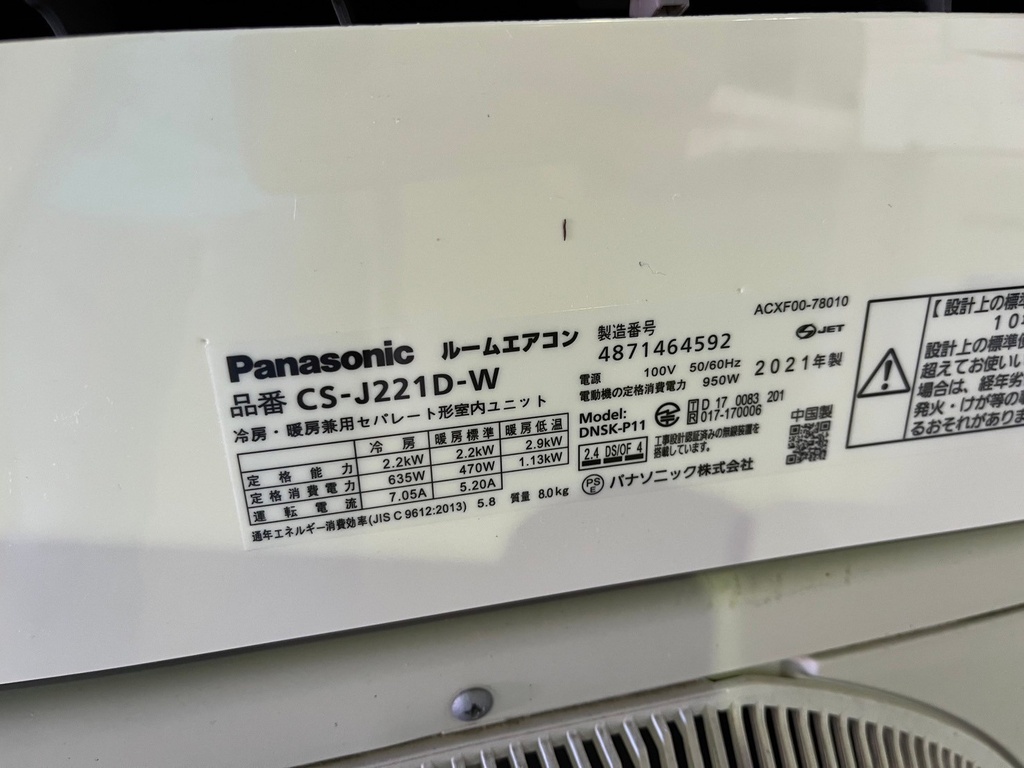 Panasonic ルームエアコン
品番 CS-J221D-W
冷房・暖房兼用セパレート形室内ユニット
冷房 暖房標準 暖房低温
定格能力 2.2kW 2.2kW 2.9kW
定格消費電力 635W 470W 1.13kW
運転電流 7.05A 5.20A
通年エネルギー消費効率(JIS C 9612:2013) 5.8 質量 8.0kg
製造番号
4871464592
電源 100V 50/60Hz
電動機の定格消費電力 950W
2021年製
ACXF00-78010
JET
Model:
DNSK-P11
T D 17 0083 201
R 017-170006
2.4 DS/OF 4
工事設計認証済みの無線装置を
搭載しています。
中国製
PSE パナソニック株式会社
【設計上の標準
設計上の標準使
超えてお使いい
場合は、経年劣
発火・けが等の
るおそれがありま